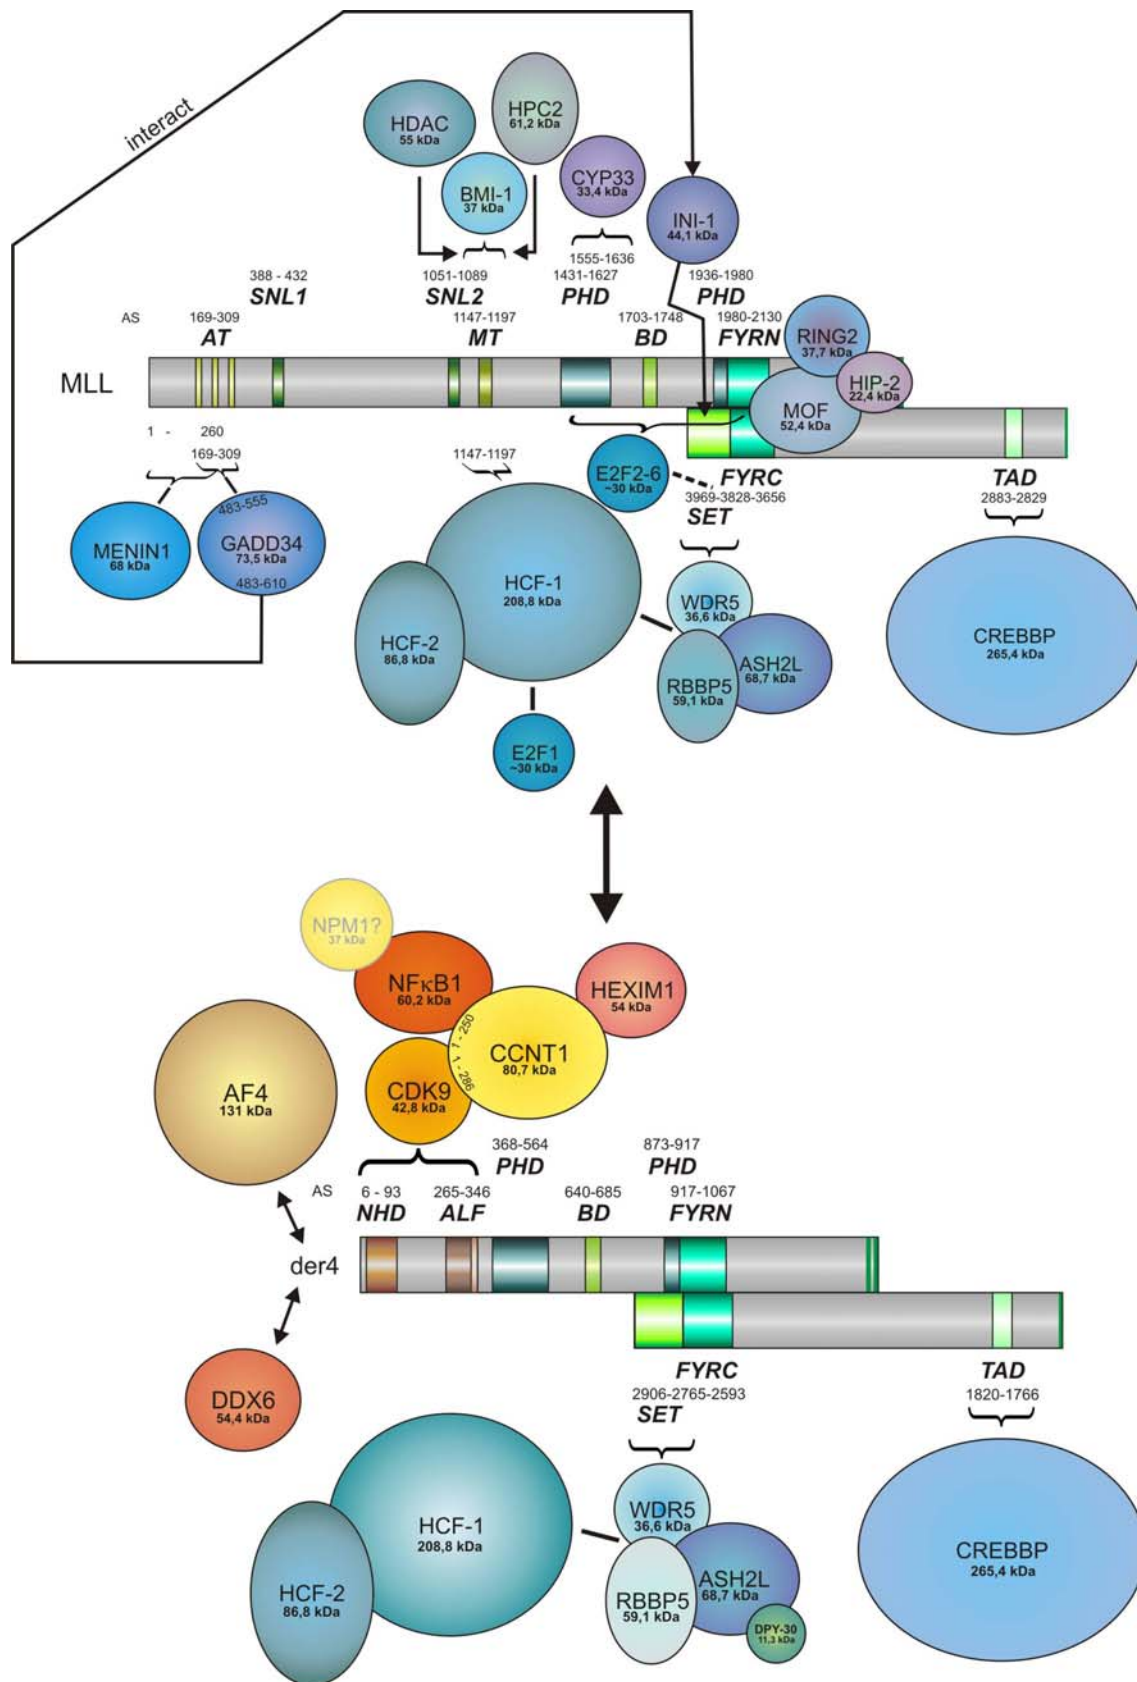 interact
HDAC
55 kDa
HPC2
61,2 kDa
BMI-1
37 kDa
CYP33
33,4 kDa
INI-1
44,1 kDa
1555-1636
388 - 432
1051-1089
1431-1627
1936-1980
SNL1
SNL2
PHD
PHD
AS
169-309
1147-1197
1703-1748
1980-2130
AT
MT
BD
FYRN
RING2
37,7 kDa
HIP-2
22,4 kDa
MOF
52,4 kDa
MLL
1 - 260
169-309
1147-1197
E2F2-6
~30 kDa
FYRC
3969-3828-3656
SET
TAD
2883-2829
MENIN1
68 kDa
483-555
GADD34
73,5 kDa
483-610
HCF-1
208,8 kDa
HCF-2
86,8 kDa
WDR5
36,6 kDa
ASH2L
68,7 kDa
RBBP5
59,1 kDa
CREBBP
265,4 kDa
E2F1
~30 kDa
NPM1?
37 kDa
NFκB1
60,2 kDa
HEXIM1
54 kDa
1 - 250
1 - 286
CCNT1
80,7 kDa
CDK9
42,8 kDa
AF4
131 kDa
368-564
873-917
PHD
PHD
AS
6 - 93
265-346
640-685
917-1067
NHD
ALF
BD
FYRN
der4
FYRC
TAD
2906-2765-2593
1820-1766
SET
DDX6
54,4 kDa
HCF-1
208,8 kDa
HCF-2
86,8 kDa
WDR5
36,6 kDa
ASH2L
68,7 kDa
RBBP5
59,1 kDa
DPY-30
11,3 kDa
CREBBP
265,4 kDa